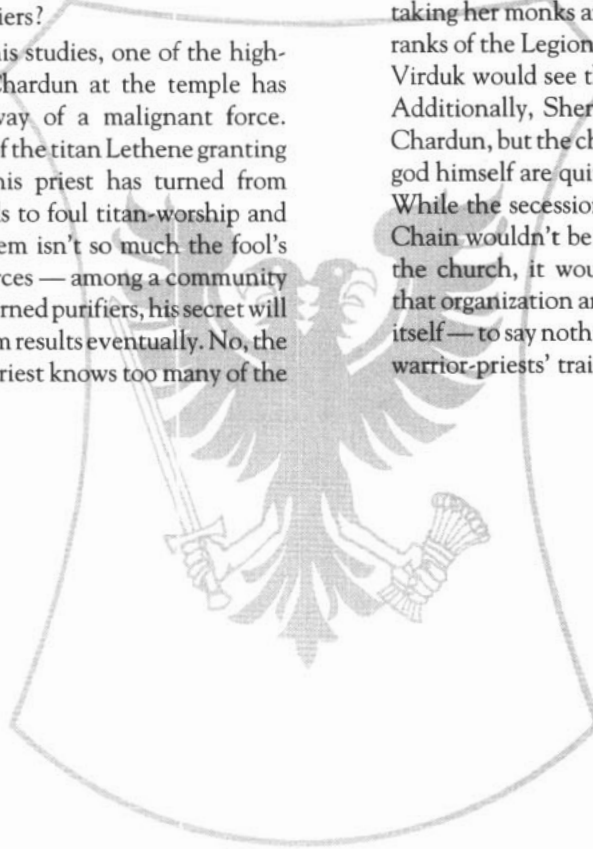 iers?
his studies, one of the high-
Chardun at the temple has
way of a malignant force.
of the titan Lethene granting
his priest has turned from
s to foul titan-worship and
em isn't so much the fool's
rces — among a community
rned purifiers, his secret will
m results eventually. No, the
riest knows too many of the
taking her monks a
ranks of the Legion
Virduk would see t
Additionally, Sher
Chardun, but the c
god himself are qui
While the secession
Chain wouldn't be
the church, it wou
that organization a
itself — to say noth
warrior-priests' trai